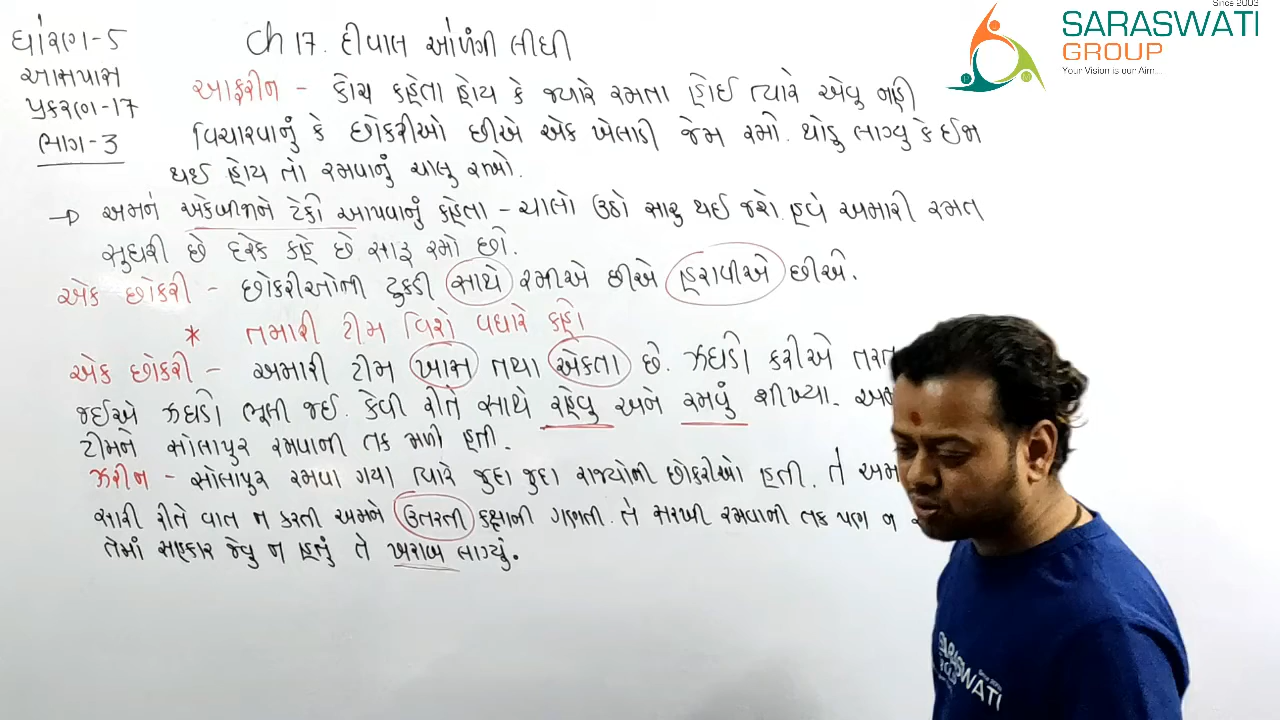 ધોરણ-5
આસપાસ
પ્રકરણ-17
ભાગ-3
Ch 17. દીવાલ ઓળંગી લીધી
આફરીન - કોચ કહેતા હોય કે જ્યારે રમતા હોઈ ત્યારે એવુ નહી
વિચારવાનું કે છોકરીઓ છીએ એક ખેલાડી જેમ રમો. થોડુ લાગ્યુ કે ઈજા
થઈ હોય તો રમવાનું ચાલુ રાખો.
→ અમને એકબીજાને ટેકો આપવાનું કહેતા - ચાલો ઉઠો સારુ થઈ જશે. હવે અમારી રમત
સુધરી છે દરેક કહે છે સારૂ રમો છો.
એક છોકરી - છોકરીઓની ટુકડી સાથે રમીએ છીએ હરાવીએ છીએ.
* તમારી ટીમ વિશે વધારે કહો
એક છોકરી - અમારી ટીમ ખાસ તથા એકતા છે. ઝઘડો કરીએ તરત
જઈએ ઝઘડો ભૂલી જઈ. કેવી રીતે સાથે રહેવુ અને રમવું શીખ્યા.
ટીમને સોલાપુર રમવાની તક મળી હતી.
ઝરીન - સોલાપુર રમવા ગયા ત્યારે જુદા જુદા રાજ્યોની છોકરીઓ હતી. તે
સારી રીતે વાત ન કરતી અમને ઉતરતી કક્ષાની ગણતી. તે સરખી રમવાની તક પણ ન
તેમાં સહકાર જેવુ ન હતું તે ખરાબ લાગ્યું.
Since 2003
SARASWATI
GROUP
Your Vision is our Aim...
SARASWATI